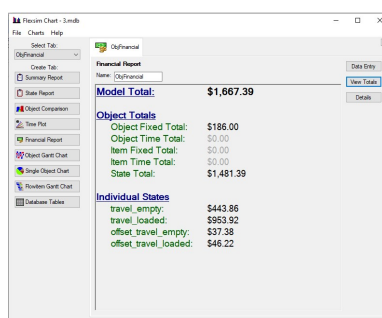 Flexsim Chart - 3.mdb
File Charts Help
Select Tab:
ObjFinancial
Create Tab:
Summary Report
State Report
Object Comparison
Time Plot
Financial Report
Object Gantt Chart
Single Object Chart
Flowitem Gantt Chart
Database Tables
ObjFinancial
Financial Report
Name: ObjFinancial
Data Entry
View Totals
Details
Model Total: $1,667.39
Object Totals
Object Fixed Total: $186.00
Object Time Total: $0.00
Item Fixed Total: $0.00
Item Time Total: $0.00
State Total: $1,481.39
Individual States
travel_empty: $443.86
travel_loaded: $953.92
offset_travel_empty: $37.38
offset_travel_loaded: $46.22